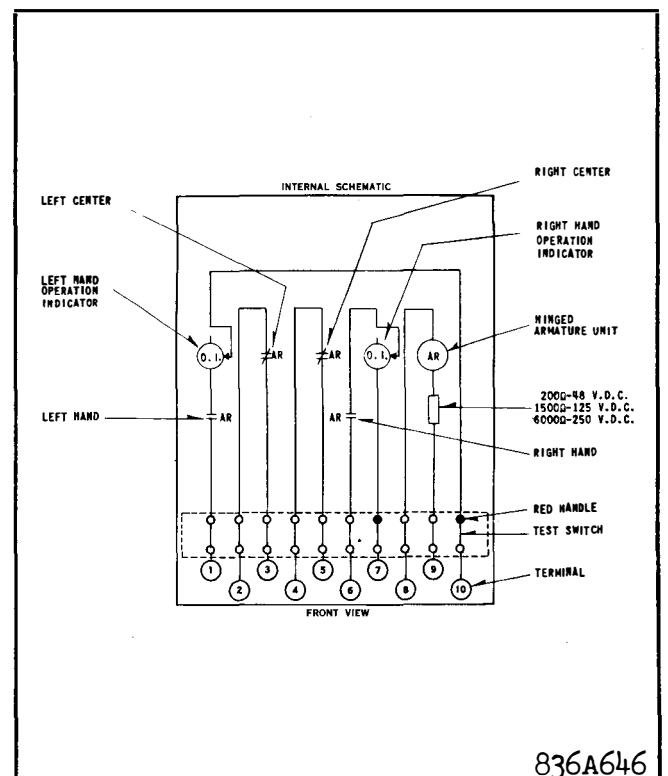 INTERNAL SCHEMATIC
RIGHT CENTER
LEFT CENTER
RIGHT HAND
OPERATION
INDICATOR
LEFT HAND
OPERATION
INDICATOR
HINGED
ARMATURE UNIT
O.I.
AR
AR
O.I.
AR
200Ω-48 V.D.C.
1500Ω-125 V.D.C.
6000Ω-250 V.D.C.
LEFT HAND
AR
AR
RIGHT HAND
RED HANDLE
TEST SWITCH
1
3
5
7
9
TERMINAL
2
4
6
8
10
FRONT VIEW
836A646